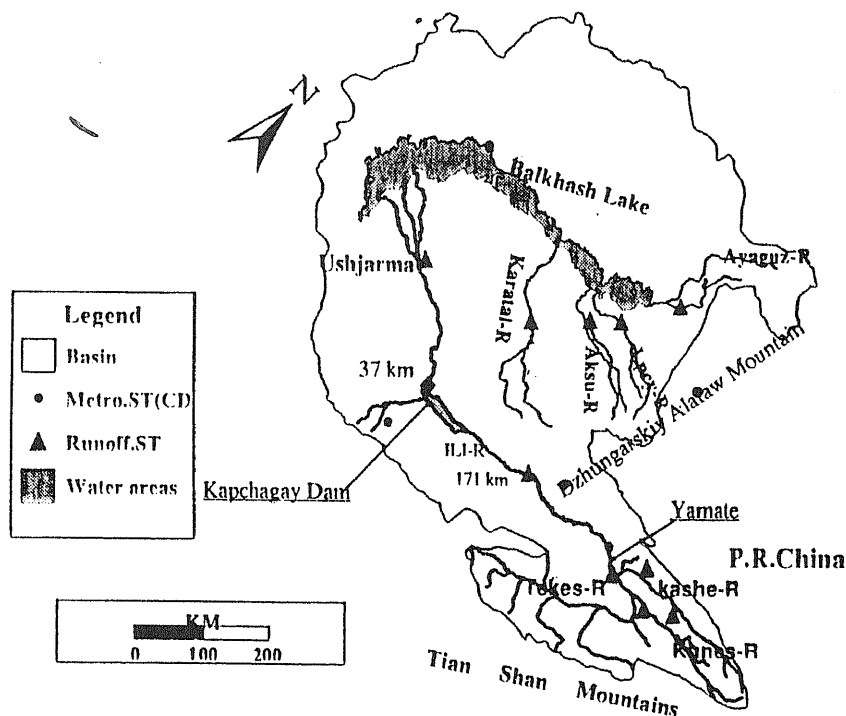 N
Balkhash Lake
Ayaguz-R
Ushjarma
Karatal-R
Aksu-R
Dzhungarskiy Alataw Mountain
Legend
Basin
Metro.ST(CD
Runoff.ST
Water areas
37 km
ILI-R
171 km
Kapchagay Dam
Yamate
P.R.China
Tekes-R
kashe-R
Kunes-R
KM
0 100 200
Tian Shan Mountains